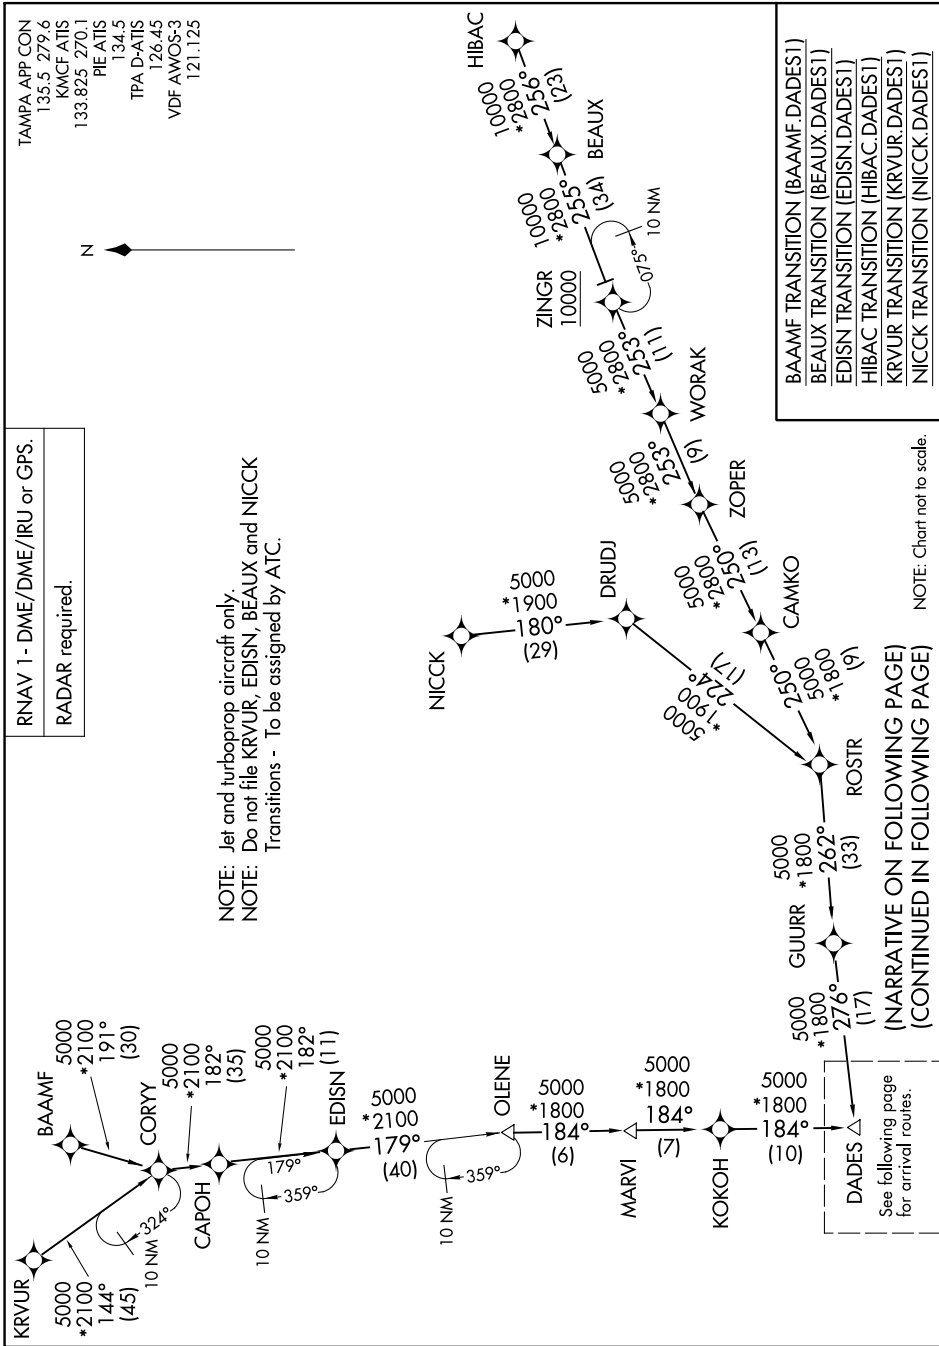 RNAV 1 - DME/DME/IRU or GPS.
RADAR required.
TAMPA APP CON
135.5 279.6
KMCF ATIS
133.825 270.1
PIE ATIS
134.5
TPA D-ATIS
126.45
VDF AWOS-3
121.125
N
NOTE: Jet and turboprop aircraft only.
NOTE: Do not file KRVUR, EDISN, BEAUX and NICCK
Transitions - To be assigned by ATC.
KRVUR
5000
*2100
144°
(45)
BAAMF
5000
*2100
191°
(30)
CORYY
10 NM
324°
5000
*2100
182°
(35)
CAPOH
5000
*2100
182°
(11)
EDISN
179°
359°
10 NM
5000
*2100
179°
(40)
OLENE
359°
10 NM
5000
*1800
184°
(6)
MARVI
5000
*1800
184°
(7)
KOKOH
5000
*1800
184°
(10)
DADES
See following page
for arrival routes.
HIBAC
10000
*2800
256°
(23)
BEAUX
10000
*2800
255°
(34)
ZINGR
10000
075°
10 NM
5000
*2800
253°
(11)
WORAK
5000
*2800
253°
(9)
ZOPER
5000
*2800
250°
(13)
CAMKO
5000
*1800
250°
(9)
NICCK
5000
*1900
180°
(29)
DRUDJ
5000
*1900
224°
(17)
ROSTR
5000
*1800
262°
(33)
GUURR
5000
*1800
276°
(17)
BAAMF TRANSITION (BAAMF.DADES1)
BEAUX TRANSITION (BEAUX.DADES1)
EDISN TRANSITION (EDISN.DADES1)
HIBAC TRANSITION (HIBAC.DADES1)
KRVUR TRANSITION (KRVUR.DADES1)
NICCK TRANSITION (NICCK.DADES1)
NOTE: Chart not to scale.
(NARRATIVE ON FOLLOWING PAGE)
(CONTINUED IN FOLLOWING PAGE)